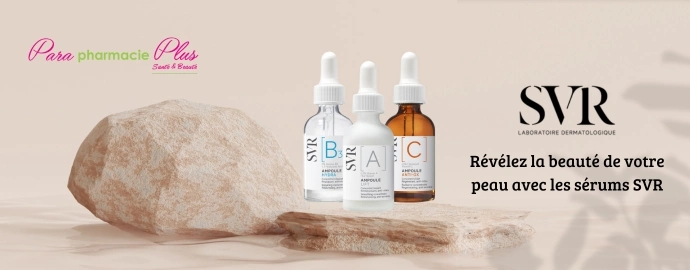 Para pharmacie Plus
Santé & Beauté
SVR
B3
AMPOULE
HYDRA
SVR
A
AMPOULE
SVR
C
AMPOULE
ANTI-OX
SVR
LABORATOIRE DERMATOLOGIQUE
Révélez la beauté de votre
peau avec les sérums SVR